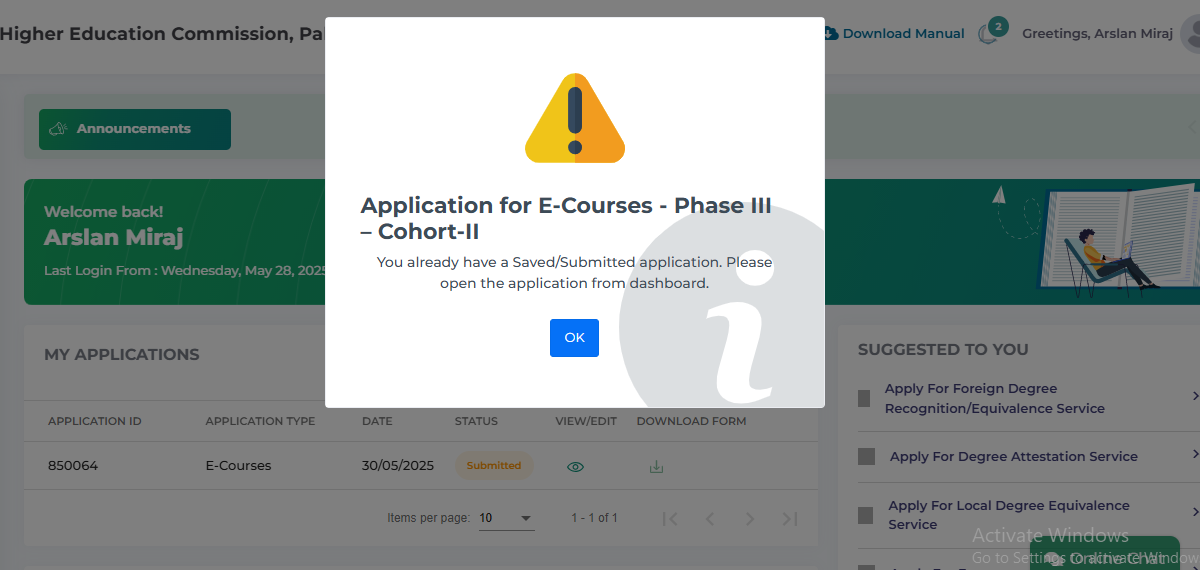 Higher Education Commission, Pa
Download Manual
2
Greetings, Arslan Miraj
Announcements
Welcome back!
Arslan Miraj
Last Login From : Wednesday, May 28, 2025
Application for E-Courses - Phase III
– Cohort-II
You already have a Saved/Submitted application. Please
open the application from dashboard.
OK
MY APPLICATIONS
APPLICATION ID APPLICATION TYPE DATE STATUS VIEW/EDIT DOWNLOAD FORM
850064 E-Courses 30/05/2025 Submitted
Items per page: 10 1 - 1 of 1
SUGGESTED TO YOU
Apply For Foreign Degree
Recognition/Equivalence Service
Apply For Degree Attestation Service
Apply For Local Degree Equivalence
Service
Activate Windows
Go to Settings to activate Window
Online Chat